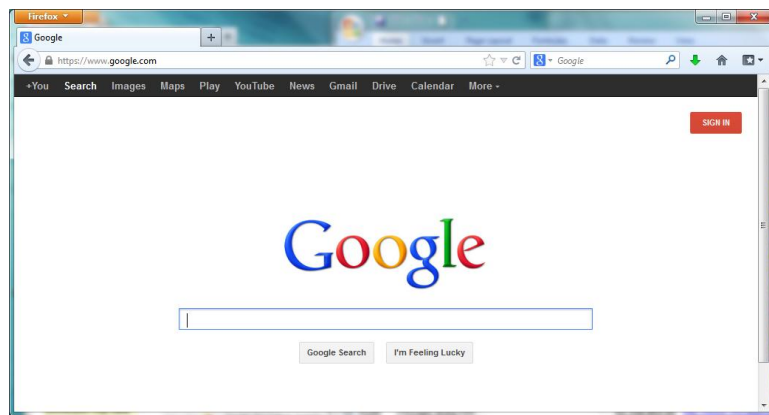 Firefox
Google
https://www.google.com
Google
+You Search Images Maps Play YouTube News Gmail Drive Calendar More
SIGN IN
Google
Google Search I'm Feeling Lucky